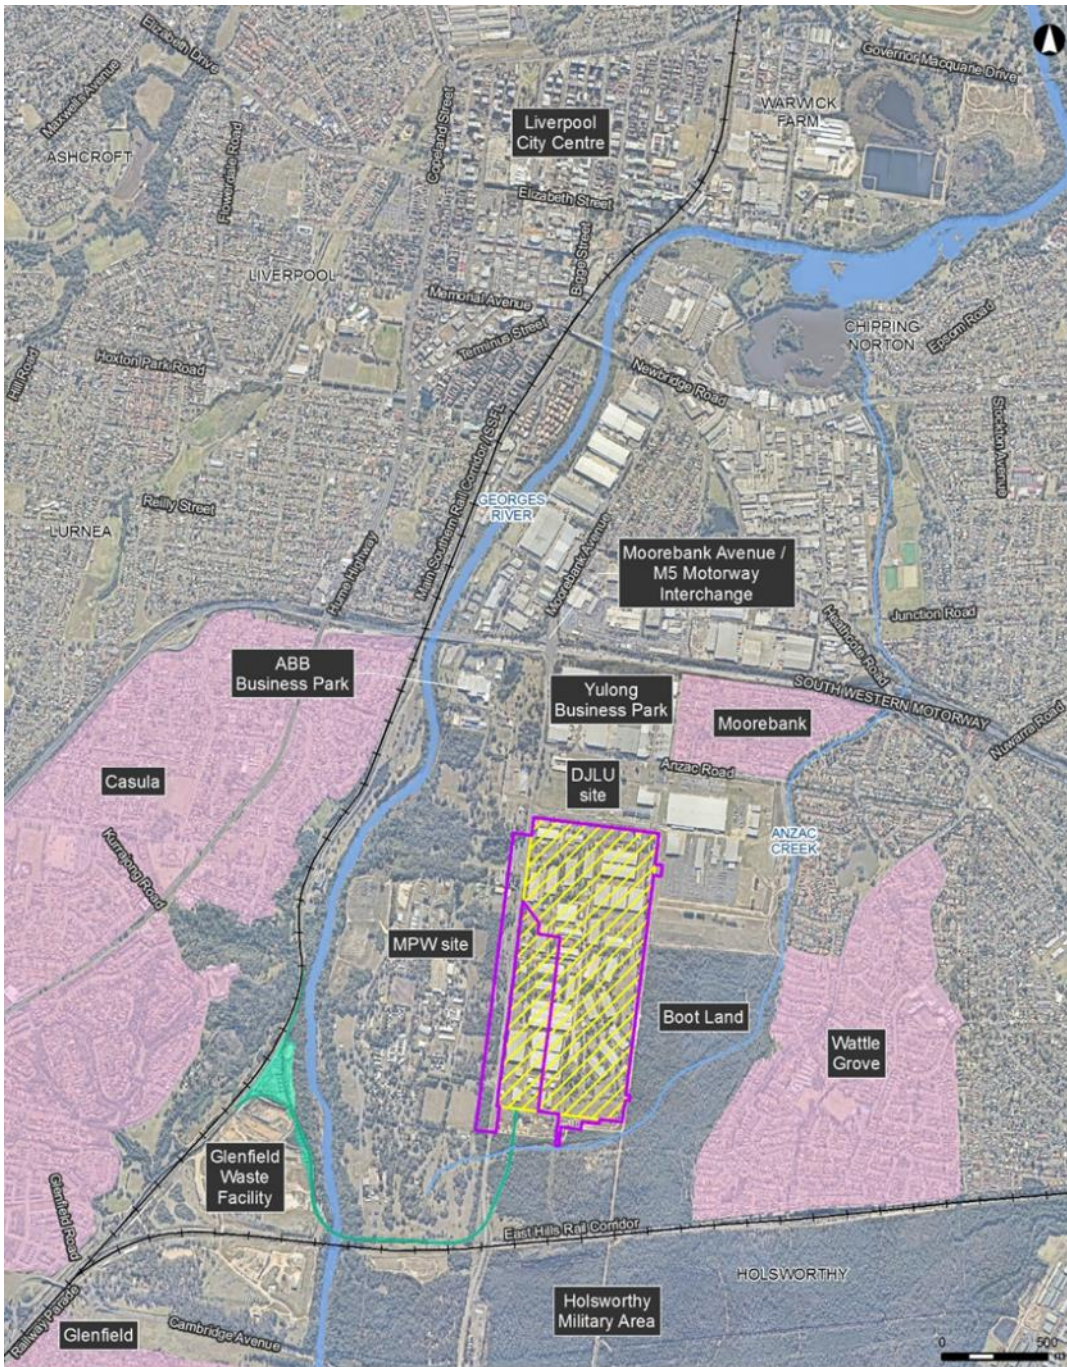 Elizabeth Drive
Governor Macquarie Drive
Maxwells Avenue
WARWICK
FARM
Liverpool
City Centre
Copeland Street
ASHCROFT
Flowerdale Road
Elizabeth Street
Bigge Street
LIVERPOOL
Memorial Avenue
Terminus Street
CHIPPING
NORTON
Epsom Road
Hill Road
Hoxton Park Road
Newbridge Road
Stockton Avenue
Main Southern Rail Corridor / SSFL
Reilly Street
GEORGES
RIVER
LURNEA
Moorebank Avenue
Moorebank Avenue /
M5 Motorway
Interchange
Hume Highway
Heathcote Road
Junction Road
ABB
Business Park
Yulong
Business Park
SOUTH WESTERN MOTORWAY
Moorebank
Nuwarra Road
Casula
Anzac Road
DJLU
site
ANZAC
CREEK
Kurrajong Road
MPW site
Boot Land
Wattle
Grove
Glenfield
Waste
Facility
Glenfield Road
East Hills Rail Corridor
HOLSWORTHY
Holsworthy
Military Area
Railway Parade
Glenfield
Cambridge Avenue
0 500
m